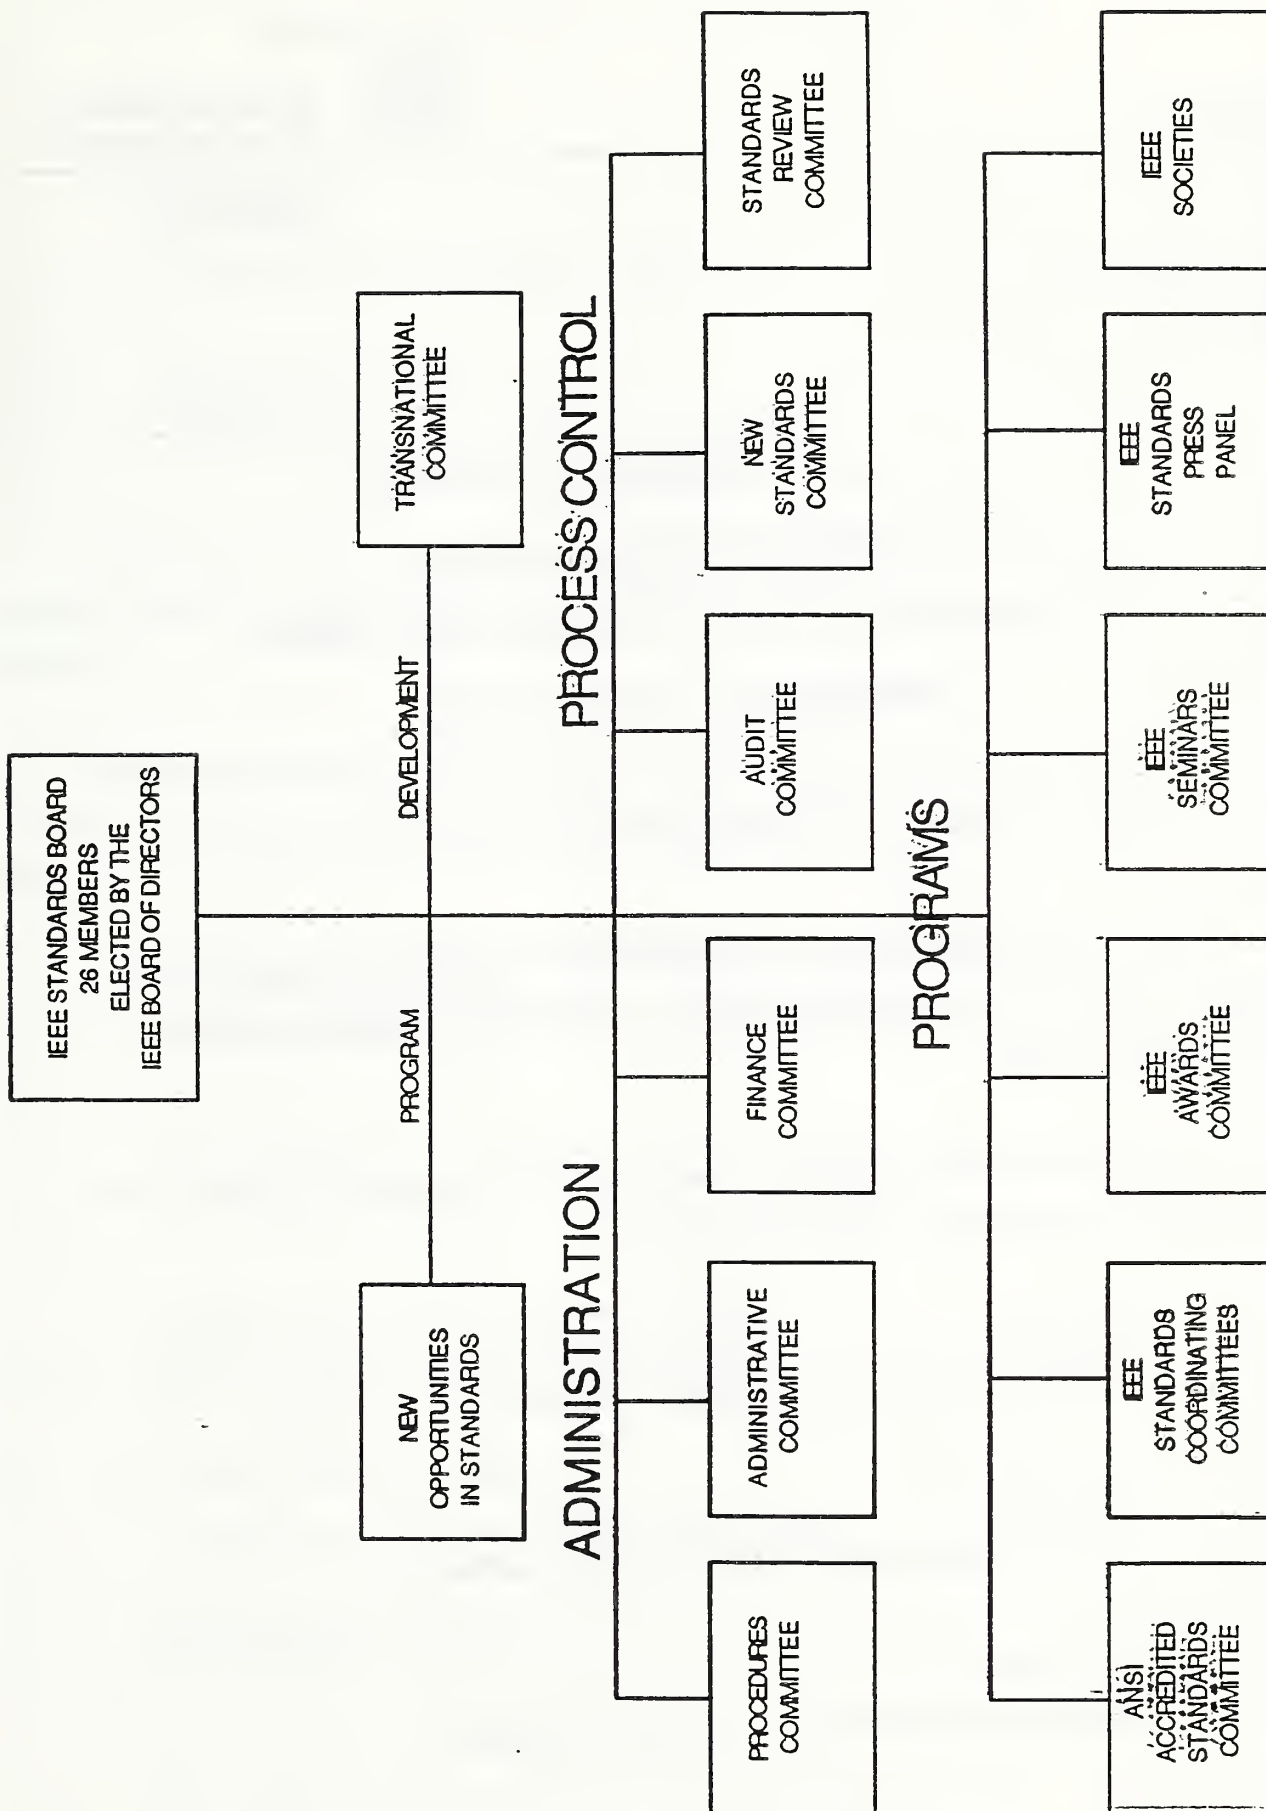 IEEE STANDARDS BOARD
26 MEMBERS
ELECTED BY THE
IEEE BOARD OF DIRECTORS
PROGRAM
DEVELOPMENT
NEW
OPPORTUNITIES
IN STANDARDS
TRANSNATIONAL
COMMITTEE
ADMINISTRATION
PROCESS CONTROL
PROCEDURES
COMMITTEE
ADMINISTRATIVE
COMMITTEE
FINANCE
COMMITTEE
AUDIT
COMMITTEE
NEW
STANDARDS
COMMITTEE
STANDARDS
REVIEW
COMMITTEE
PROGRAMS
ANSI
ACCREDITED
STANDARDS
COMMITTEE
IEEE
STANDARDS
COORDINATING
COMMITTEES
IEEE
AWARDS
COMMITTEE
IEEE
SEMINARS
COMMITTEE
IEEE
STANDARDS
PRESS
PANEL
IEEE
SOCIETIES